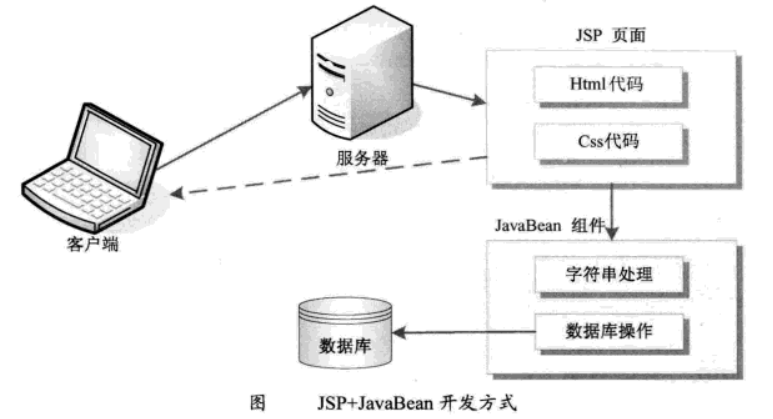 JSP 页面
Html代码
Css代码
服务器
客户端
JavaBean 组件
字符串处理
数据库操作
数据库
图 JSP+JavaBean 开发方式